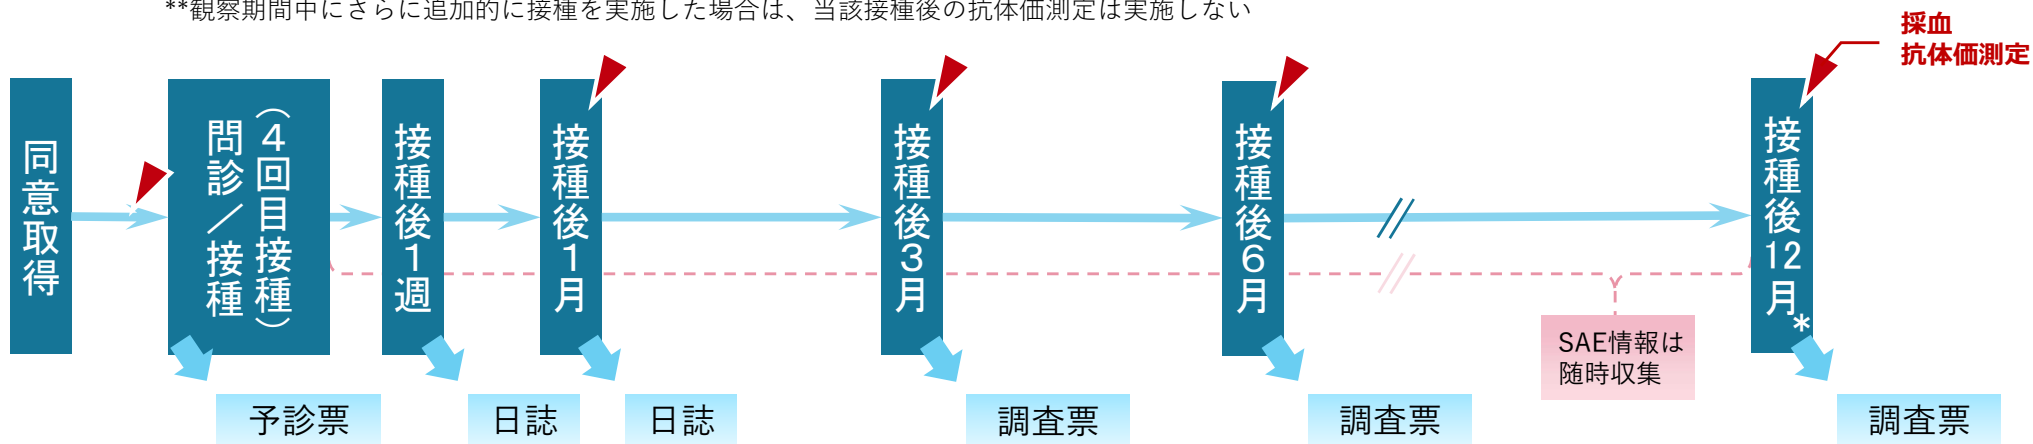 **観察期間中にさらに追加的に接種を実施した場合は、当該接種後の抗体価測定は実施しない
採血
抗体価測定
同意取得
（４回目接種）
問診／接種
接種後１週
接種後１月
接種後３月
接種後６月
接種後12月*
SAE情報は
随時収集
予診票
日誌
日誌
調査票
調査票
調査票